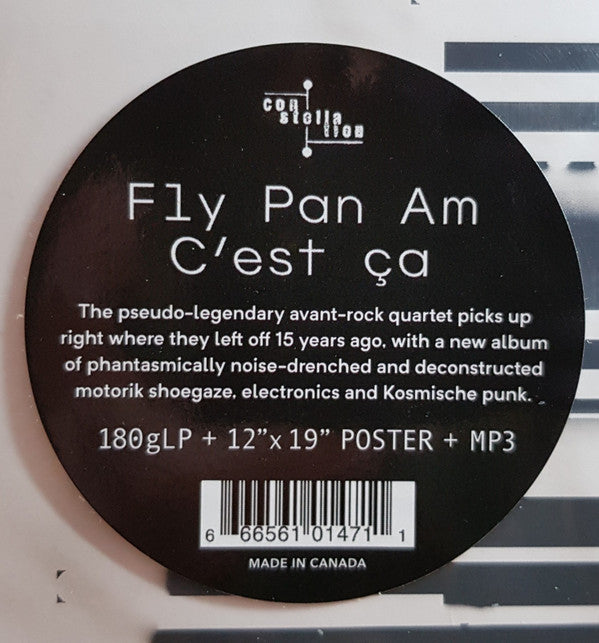 con
stella
tion
Fly Pan Am
C'est ça
The pseudo-legendary avant-rock quartet picks up
right where they left off 15 years ago, with a new album
of phantasmically noise-drenched and deconstructed
motorik shoegaze, electronics and Kosmische punk.
180gLP + 12"x 19" POSTER + MP3
6 66561 01471 1
MADE IN CANADA